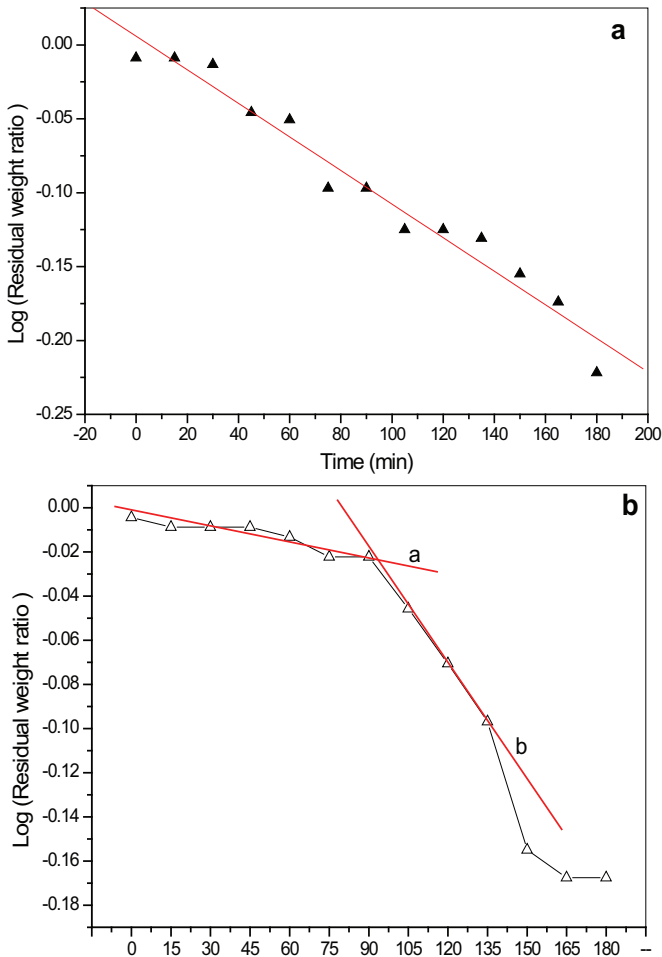 a
0.00
-0.05
-0.10
-0.15
-0.20
-0.25
Log (Residual weight ratio )
-20 0 20 40 60 80 100 120 140 160 180 200
Time (min)
b
0.00
-0.02
-0.04
-0.06
-0.08
-0.10
-0.12
-0.14
-0.16
-0.18
Log (Residual weight ratio )
a
b
0 15 30 45 60 75 90 105 120 135 150 165 180 --